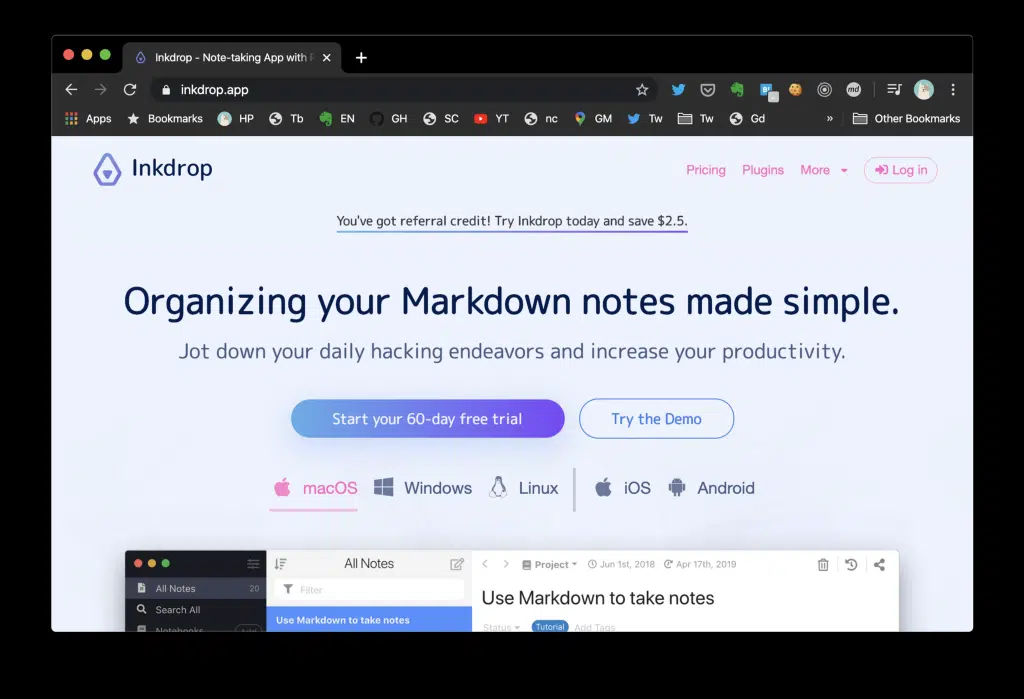 Inkdrop - Note-taking App with
inkdrop.app
md
Apps Bookmarks HP Tb EN GH SC YT nc GM Tw Tw Gd » Other Bookmarks
Inkdrop
Pricing Plugins More Log in
You've got referral credit! Try Inkdrop today and save $2.5.
Organizing your Markdown notes made simple.
Jot down your daily hacking endeavors and increase your productivity.
Start your 60-day free trial Try the Demo
macOS Windows Linux iOS Android
All Notes Project Jun 1st, 2018 Apr 17th, 2019
All Notes 20 Filter Use Markdown to take notes
Search All
Use Markdown to take notes
Notebooks Add Status Tutorial Add Tags